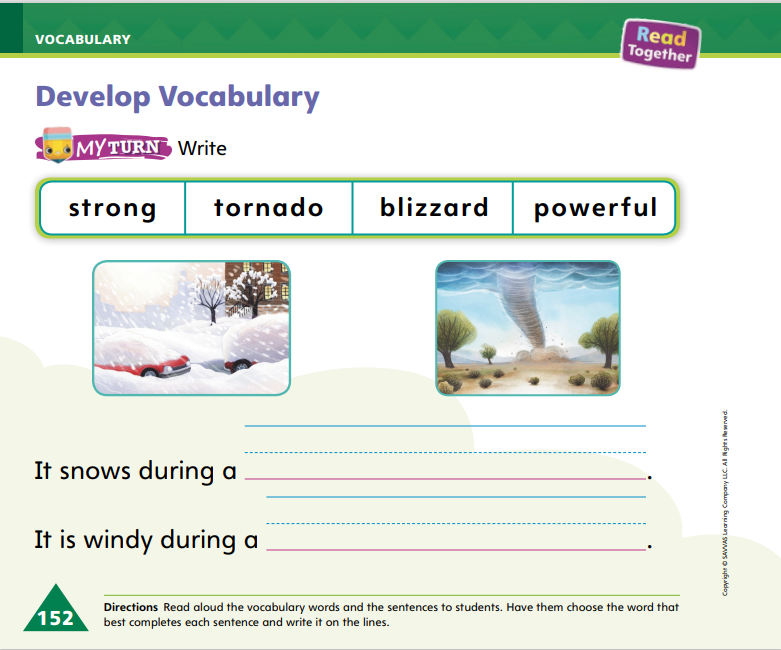 VOCABULARY
Read
Together
Develop Vocabulary
MY TURN Write
strong tornado blizzard powerful
It snows during a .
It is windy during a .
Copyright © SAVVAS Learning Company LLC. All Rights Reserved.
152
Directions Read aloud the vocabulary words and the sentences to students. Have them choose the word that
best completes each sentence and write it on the lines.